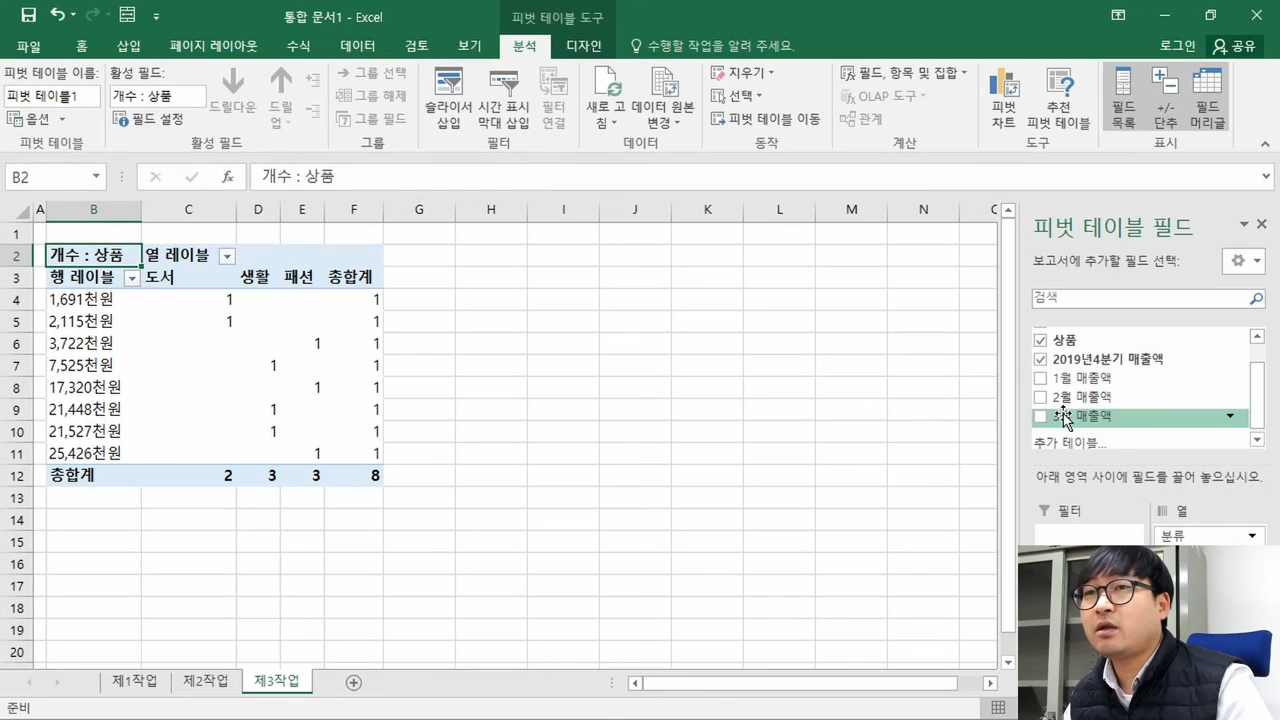 통합 문서1 - Excel
피벗 테이블 도구
파일 홈 삽입 페이지 레이아웃 수식 데이터 검토 보기 분석 디자인 수행할 작업을 알려 주세요. 로그인 공유
피벗 테이블 이름:
피벗 테이블1
옵션
피벗 테이블
활성 필드:
개수 : 상품
필드 설정
드릴다운
드릴
업
활성 필드
그룹 선택
그룹 해제
그룹 필드
그룹
슬라이서
삽입
시간 표시
막대 삽입
필터
연결
필터
새로 고
침
데이터 원본
변경
데이터
지우기
선택
피벗 테이블 이동
동작
필드, 항목 및 집합
OLAP 도구
관계
계산
피벗
차트
추천
피벗 테이블
도구
필드
목록
+/-
단추
필드
머리글
표시
B2 fx 개수 : 상품
A B C D E F G H I J K L M N
1
2 개수 : 상품 열 레이블
3 행 레이블 도서 생활 패션 총합계
4 1,691천원 1 1
5 2,115천원 1 1
6 3,722천원 1 1
7 7,525천원 1 1
8 17,320천원 1 1
9 21,448천원 1 1
10 21,527천원 1 1
11 25,426천원 1 1
12 총합계 2 3 3 8
13
14
15
16
17
18
19
20
피벗 테이블 필드
보고서에 추가할 필드 선택:
검색
상품
2019년4분기 매출액
1월 매출액
2월 매출액
매출액
추가 테이블...
아래 영역 사이에 필드를 끌어 놓으십시오.
필터 열
분류
제1작업 제2작업 제3작업
준비